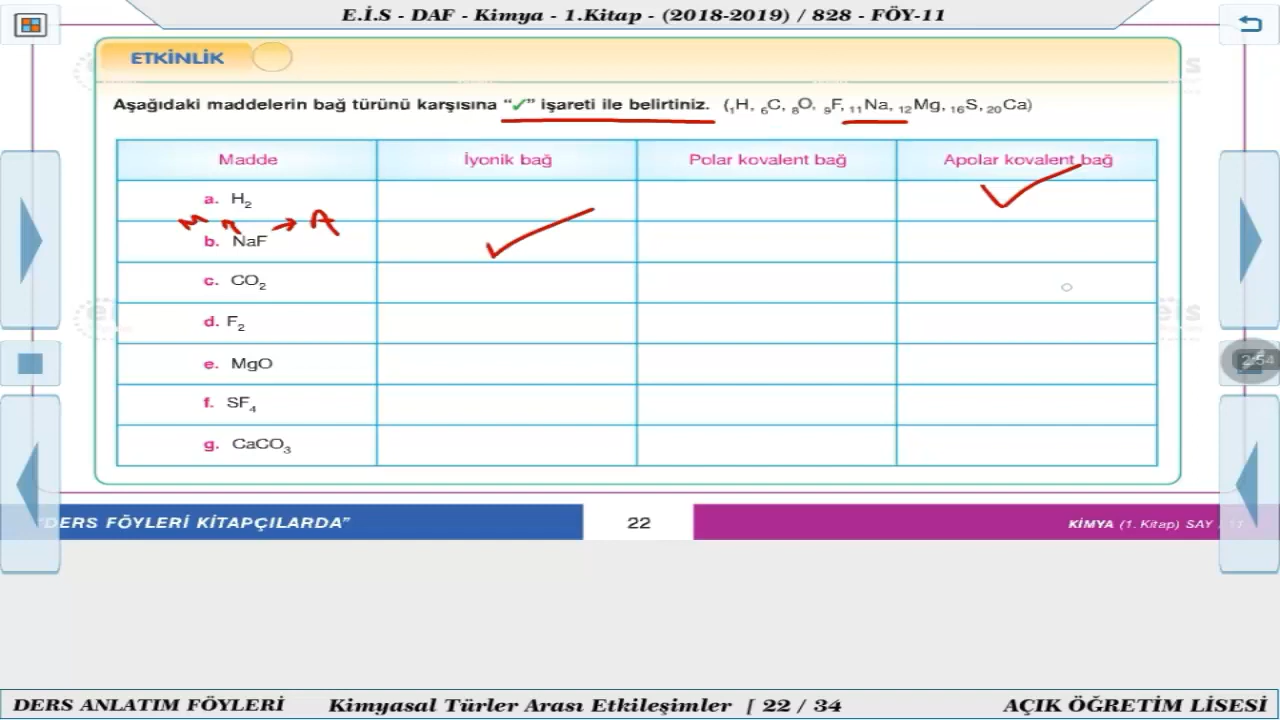 E.İ.S - DAF - Kimya - 1.Kitap - (2018-2019) / 828 - FÖY-11
ETKİNLİK
Aşağıdaki maddelerin bağ türünü karşısına “✓” işareti ile belirtiniz. (₁H, ₆C, ₈O, ₉F, ₁₁Na, ₁₂Mg, ₁₆S, ₂₀Ca)
Madde İyonik bağ Polar kovalent bağ Apolar kovalent bağ
a. H₂ ✓
M → A
b. NaF ✓
c. CO₂
d. F₂
2:54
e. MgO
f. SF₄
g. CaCO₃
“DERS FÖYLERİ KİTAPÇILARDA” 22 KİMYA (1. Kitap) SAY
DERS ANLATIM FÖYLERİ Kimyasal Türler Arası Etkileşimler [ 22 / 34 AÇIK ÖĞRETİM LİSESİ